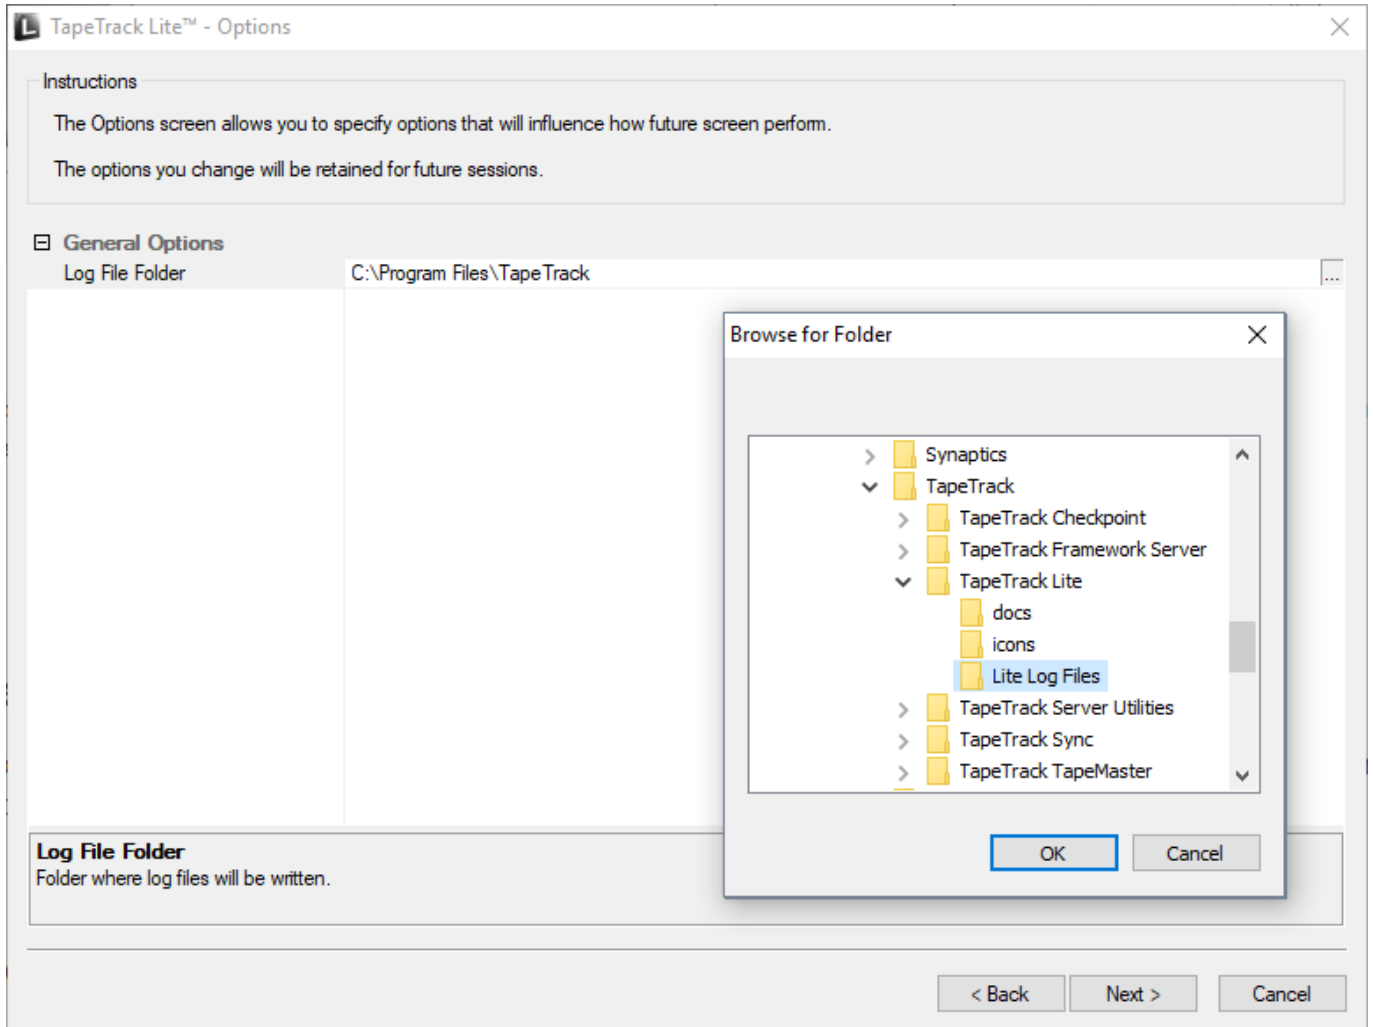 TapeTrack Lite™ - Options
Instructions
The Options screen allows you to specify options that will influence how future screen perform.
The options you change will be retained for future sessions.
General Options
Log File Folder C:\Program Files\TapeTrack ...
Browse for Folder
Synaptics
TapeTrack
TapeTrack Checkpoint
TapeTrack Framework Server
TapeTrack Lite
docs
icons
Lite Log Files
TapeTrack Server Utilities
TapeTrack Sync
TapeTrack TapeMaster
OK Cancel
Log File Folder
Folder where log files will be written.
< Back Next > Cancel